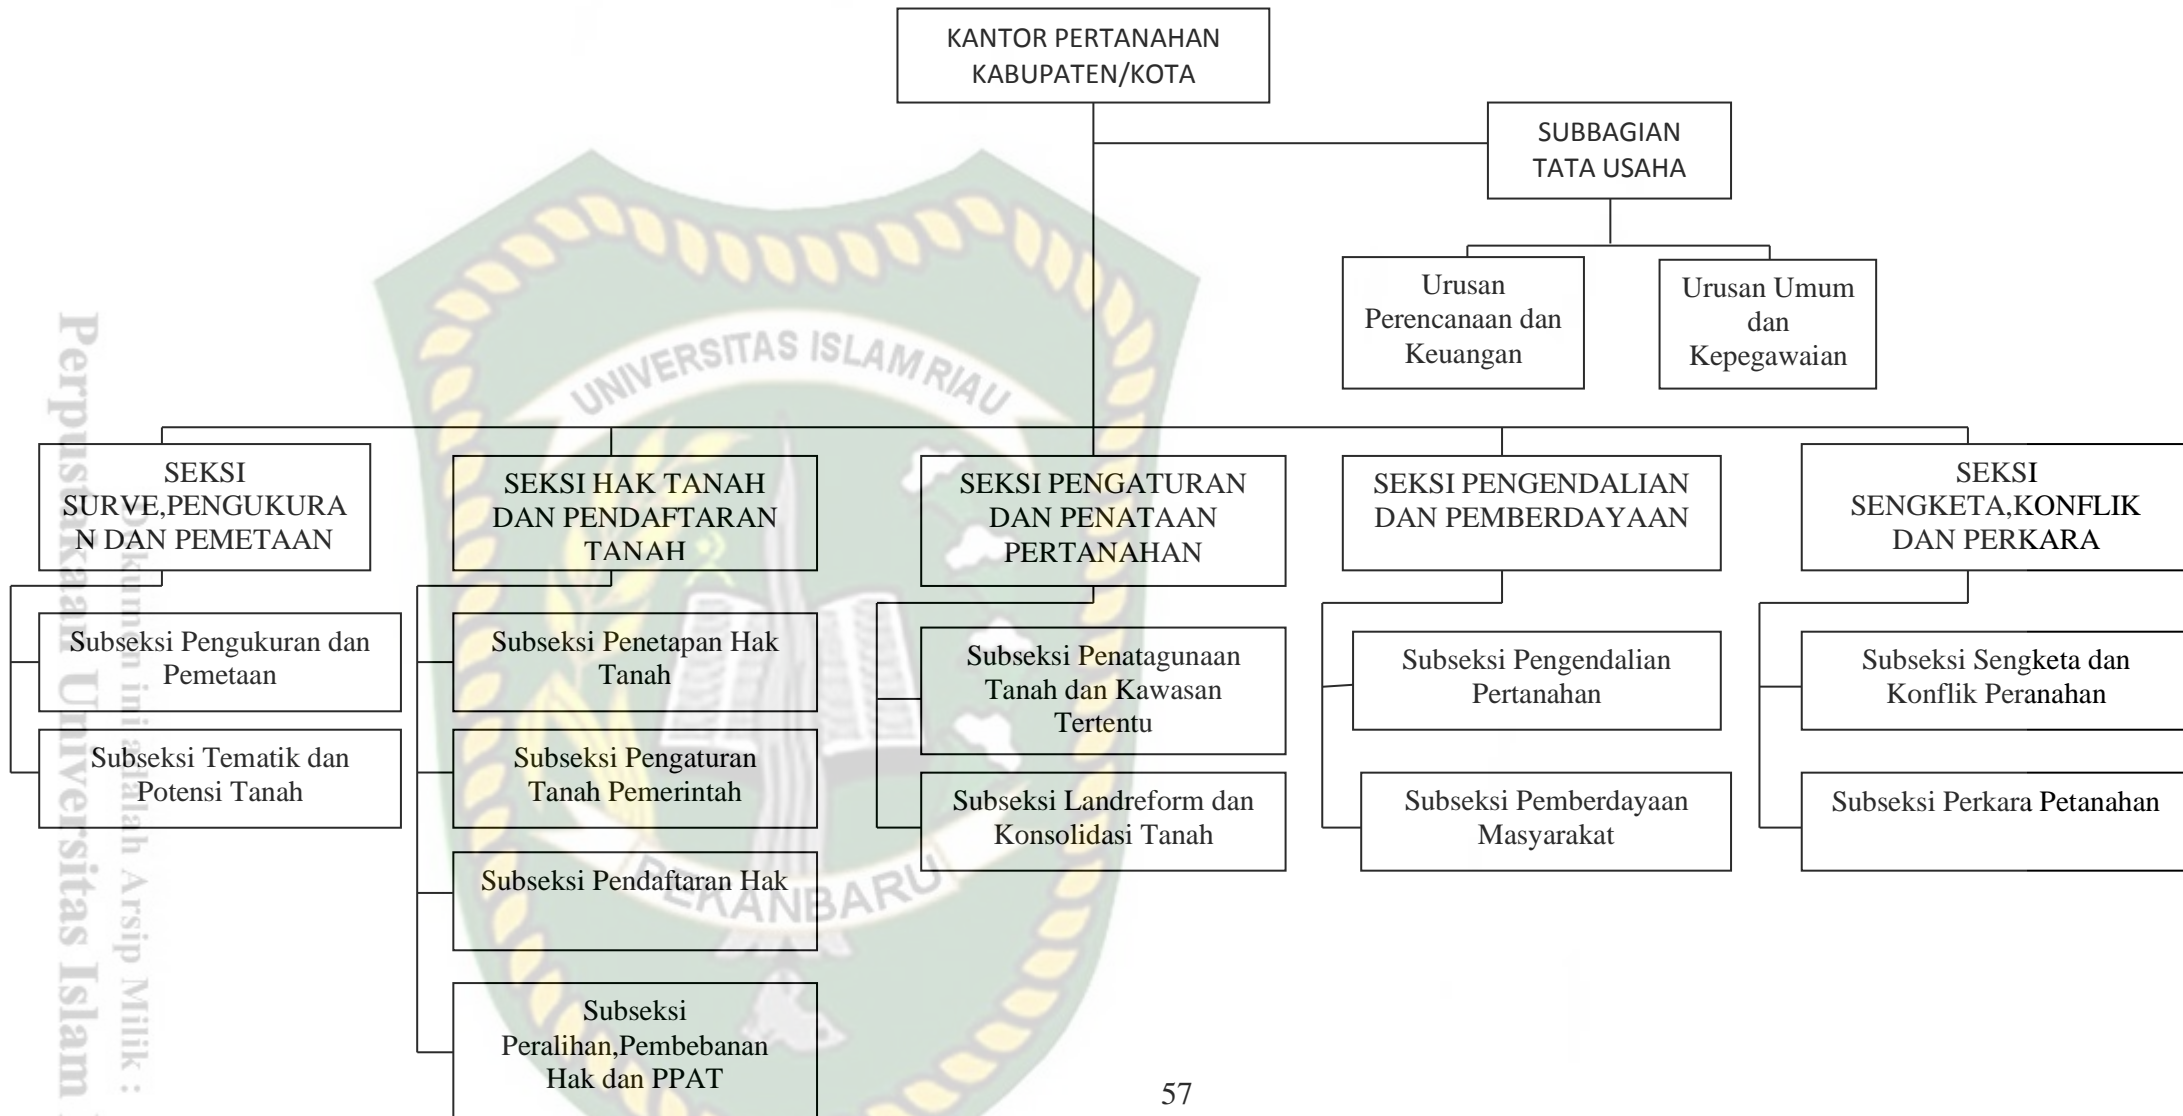 KANTOR PERTANAHAN
KABUPATEN/KOTA
SUBBAGIAN
TATA USAHA
Urusan
Perencanaan dan
Keuangan
Urusan Umum
dan
Kepegawaian
SEKSI
SURVE,PENGUKURA
N DAN PEMETAAN
SEKSI HAK TANAH
DAN PENDAFTARAN
TANAH
SEKSI PENGATURAN
DAN PENATAAN
PERTANAHAN
SEKSI PENGENDALIAN
DAN PEMBERDAYAAN
SEKSI
SENGKETA,KONFLIK
DAN PERKARA
Subseksi Pengukuran dan
Pemetaan
Subseksi Tematik dan
Potensi Tanah
Subseksi Penetapan Hak
Tanah
Subseksi Pengaturan
Tanah Pemerintah
Subseksi Pendaftaran Hak
Subseksi
Peralihan,Pembebanan
Hak dan PPAT
Subseksi Penatagunaan
Tanah dan Kawasan
Tertentu
Subseksi Landreform dan
Konsolidasi Tanah
Subseksi Pengendalian
Pertanahan
Subseksi Pemberdayaan
Masyarakat
Subseksi Sengketa dan
Konflik Peranahan
Subseksi Perkara Petanahan
57
UNIVERSITAS ISLAM RIAU
PEKANBARU
Dokumen ini adalah Arsip Milik :
Perpustakaan Universitas Islam